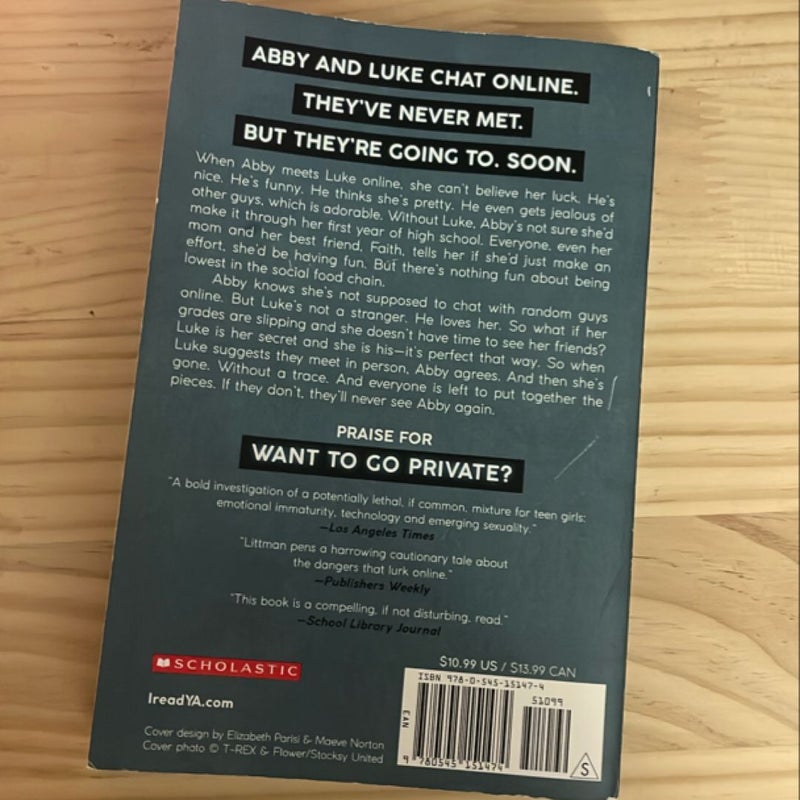 ABBY AND LUKE CHAT ONLINE.
THEY'VE NEVER MET.
BUT THEY'RE GOING TO. SOON.
When Abby meets Luke online, she can't believe her luck. He's
nice. He's funny. He thinks she's pretty. He even gets jealous of
other guys, which is adorable. Without Luke, Abby's not sure she'd
make it through her first year of high school. Everyone, even her
mom and her best friend, Faith, tells her if she'd just make an
effort, she'd be having fun. But there's nothing fun about being
lowest in the social food chain.
Abby knows she's not supposed to chat with random guys
online. But Luke's not a stranger. He loves her. So what if her
grades are slipping and she doesn't have time to see her friends?
Luke is her secret and she is his—it's perfect that way. So when
Luke suggests they meet in person, Abby agrees. And then she's
gone. Without a trace. And everyone is left to put together the
pieces. If they don't, they'll never see Abby again.
PRAISE FOR
WANT TO GO PRIVATE?
"A bold investigation of a potentially lethal, if common, mixture for teen girls:
emotional immaturity, technology and emerging sexuality."
—Los Angeles Times
"Littman pens a harrowing cautionary tale about
the dangers that lurk online."
—Publishers Weekly
"This book is a compelling, if not disturbing, read."
—School Library Journal
$10.99 US / $13.99 CAN
SCHOLASTIC
IreadYA.com
Cover design by Elizabeth Parisi & Maeve Norton
Cover photo © T-REX & Flower/Stocksy United
ISBN 978-0-545-15147-4
51099
EAN
9 780545 151474
S